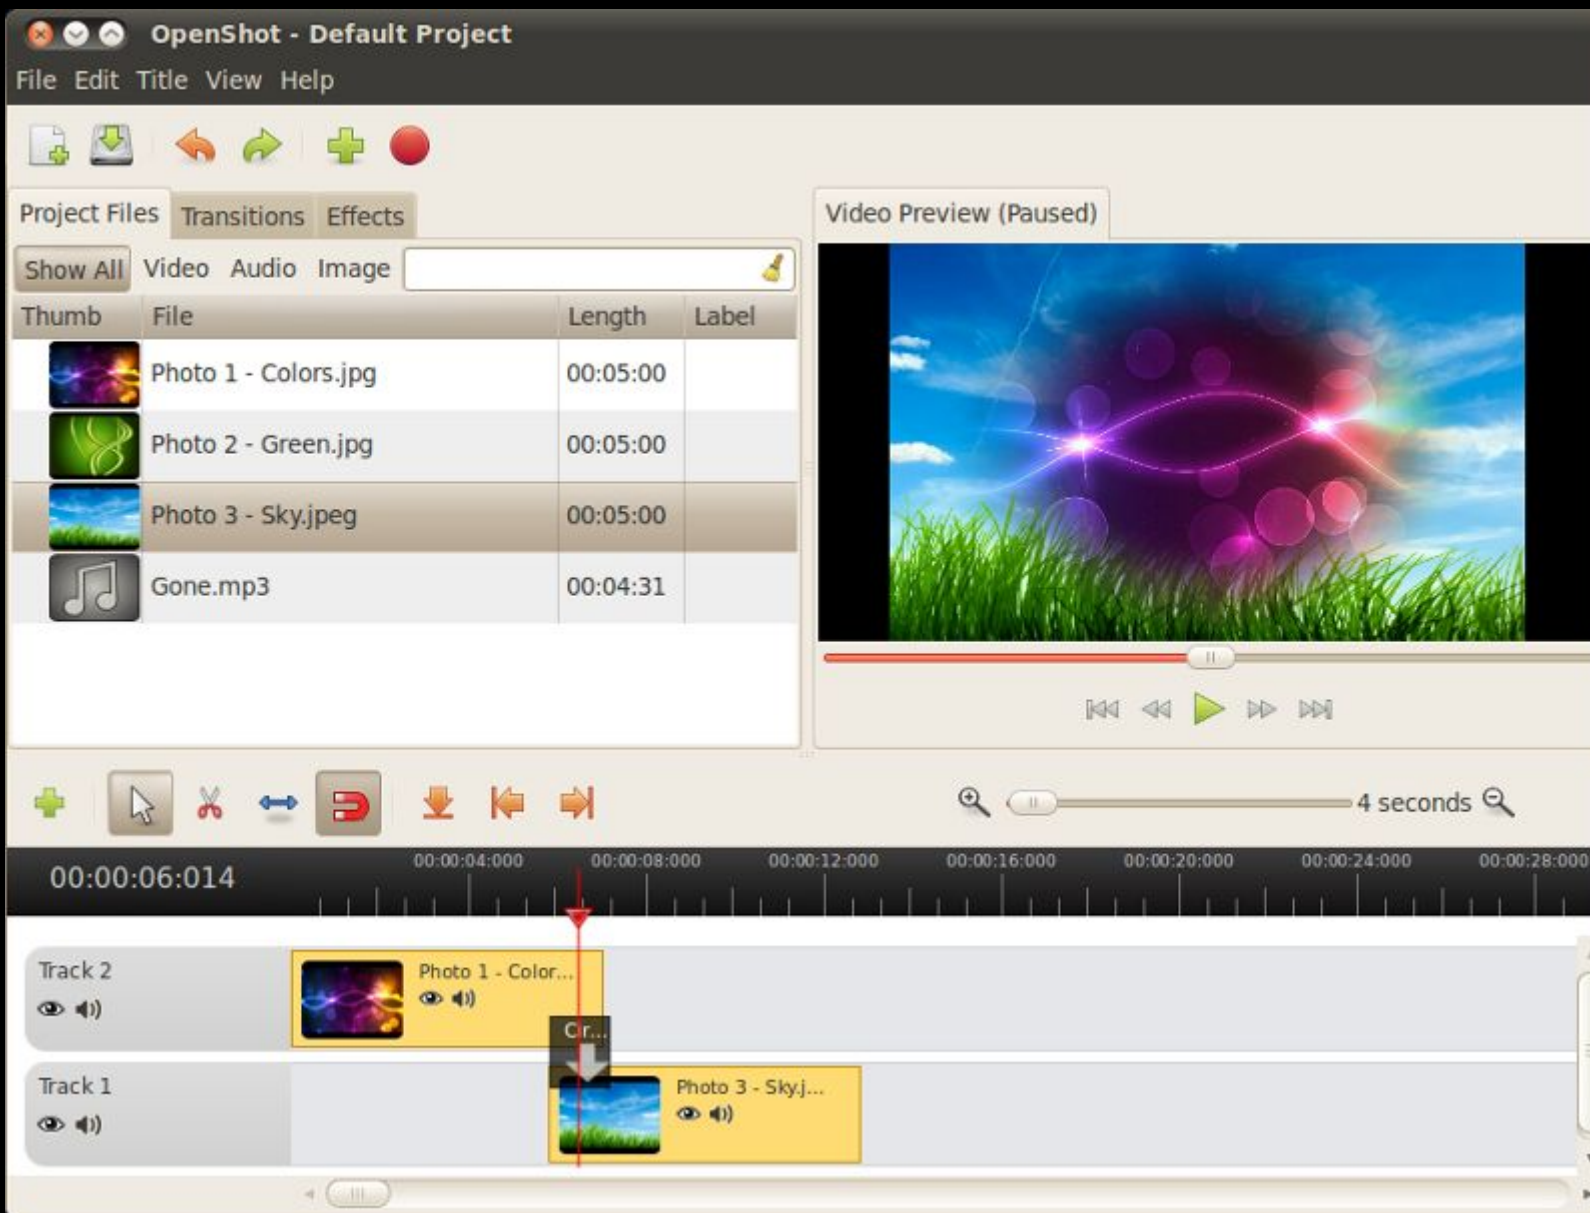 OpenShot - Default Project
File Edit Title View Help
Project Files Transitions Effects
Video Preview (Paused)
Show All Video Audio Image
Thumb File Length Label
Photo 1 - Colors.jpg 00:05:00
Photo 2 - Green.jpg 00:05:00
Photo 3 - Sky.jpeg 00:05:00
Gone.mp3 00:04:31
4 seconds
00:00:06:014
00:00:04:000 00:00:08:000 00:00:12:000 00:00:16:000 00:00:20:000 00:00:24:000 00:00:28:000
Track 2
Photo 1 - Color...
Cir...
Track 1
Photo 3 - Sky.j...